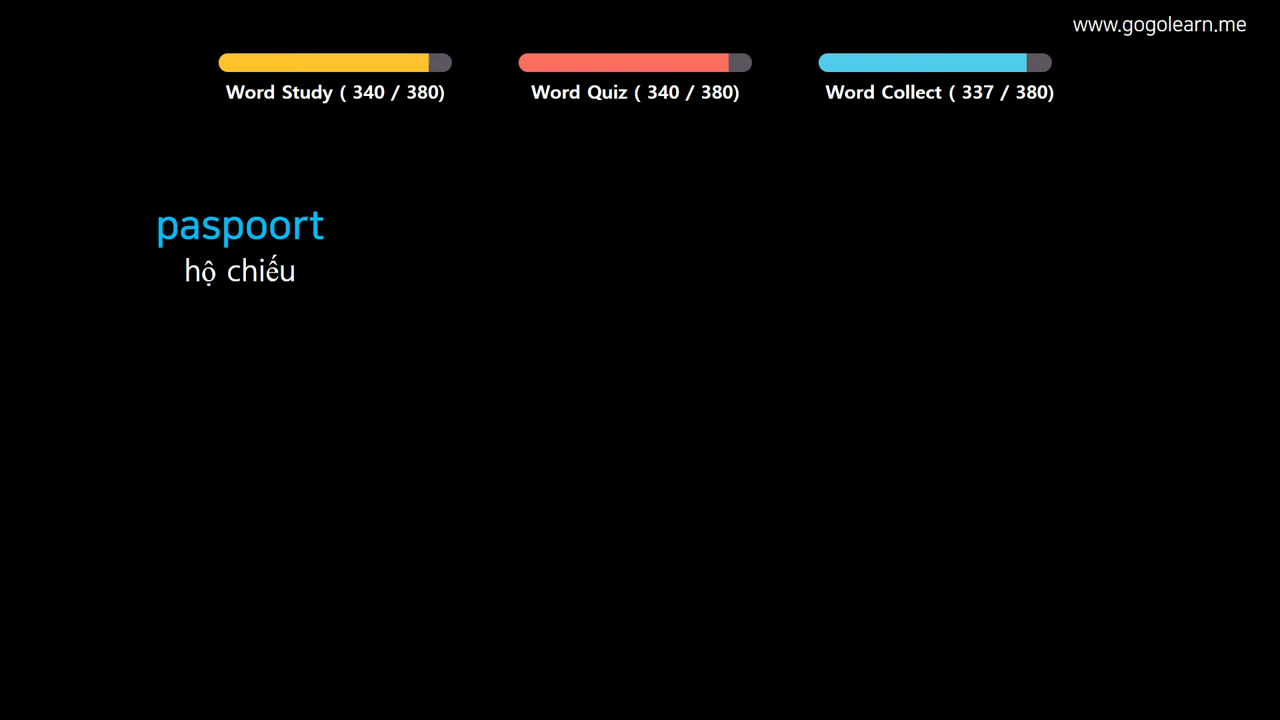 www.gogolearn.me
Word Study ( 340 / 380)
Word Quiz ( 340 / 380)
Word Collect ( 337 / 380)
paspoort
hộ chiếu